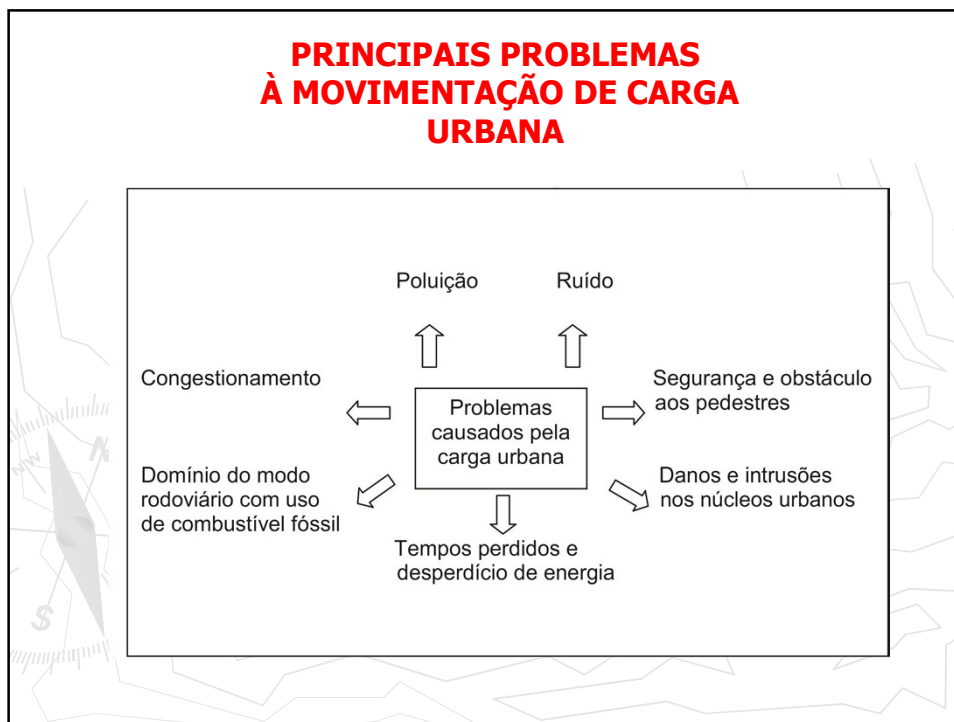 PRINCIPAIS PROBLEMAS
À MOVIMENTAÇÃO DE CARGA
URBANA
Poluição
Ruído
Congestionamento
Segurança e obstáculo
aos pedestres
Problemas
causados pela
carga urbana
Domínio do modo
rodoviário com uso
de combustível fóssil
Danos e intrusões
nos núcleos urbanos
Tempos perdidos e
desperdício de energia
NW
N
S